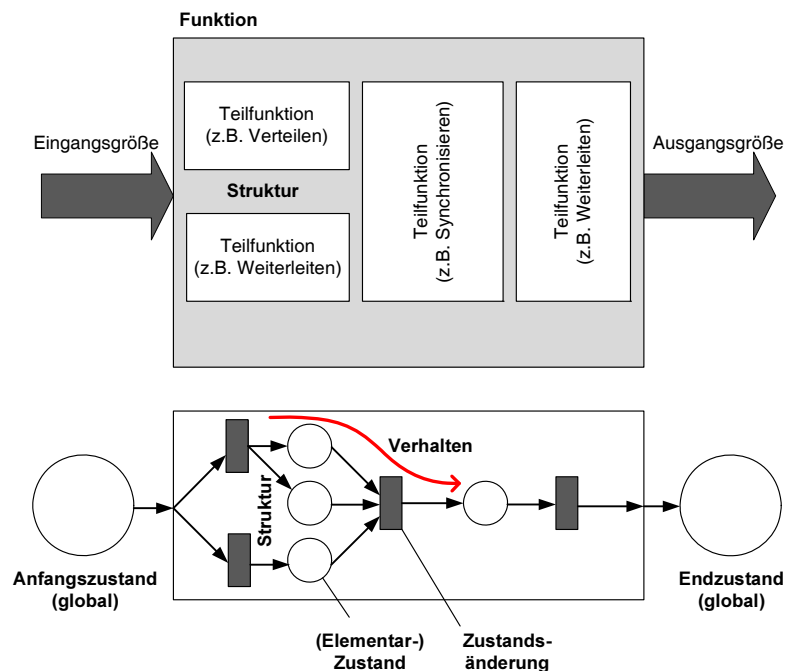 Funktion
Eingangsgröße
Teilfunktion
(z.B. Verteilen)
Struktur
Teilfunktion
(z.B. Weiterleiten)
Teilfunktion
(z.B. Synchronisieren)
Teilfunktion
(z.B. Weiterleiten)
Ausgangsgröße
Verhalten
Struktur
Anfangszustand
(global)
Endzustand
(global)
(Elementar-)
Zustand
Zustands-
änderung